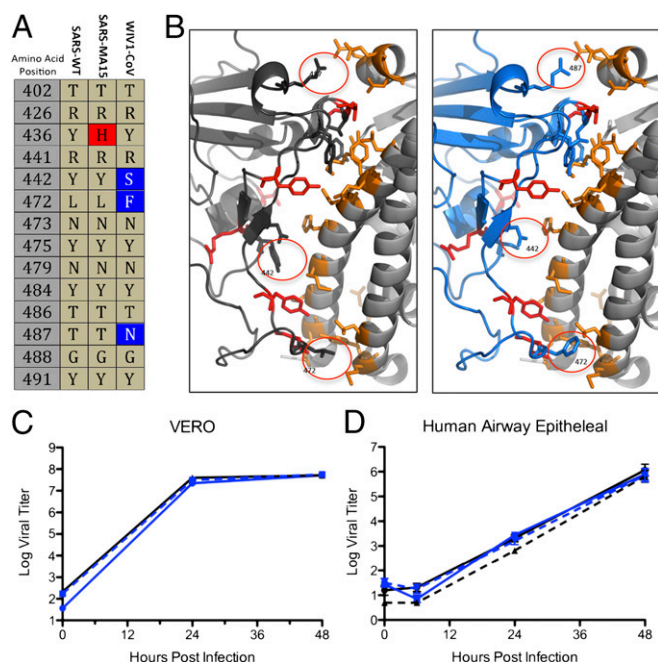 A
B
SARS-WT
SARS-MA15
WIV1-CoV
Amino Acid
Position
402 T T T
426 R R R
436 Y H Y
441 R R R
442 Y Y S
472 L L F
473 N N N
475 Y Y Y
479 N N N
484 Y Y Y
486 T T T
487 T T N
488 G G G
491 Y Y Y
442
472
487
442
472
C
VERO
Log Viral Titer
9
8
7
6
5
4
3
2
1
0 12 24 36 48
Hours Post Infection
D
Human Airway Epitheleal
Log Viral Titer
7
6
5
4
3
2
1
0
0 12 24 36 48
Hours Post Infection